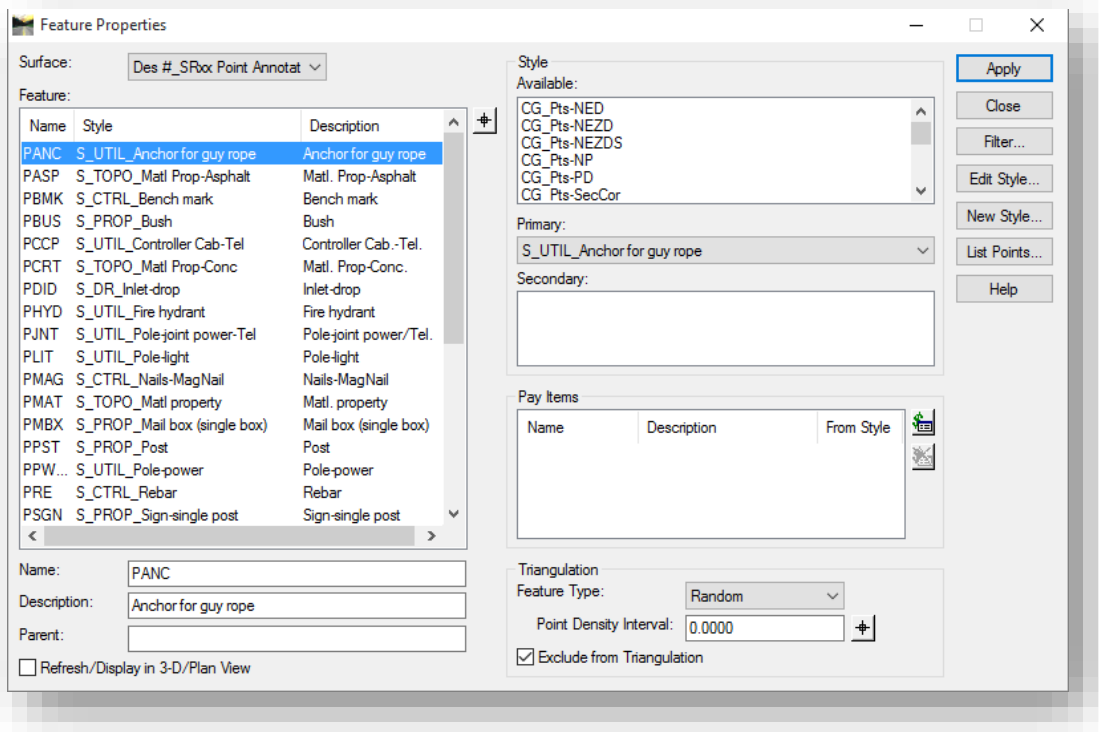 Feature Properties
Surface:
Des #_SRxx Point Annotat
Feature:
Name Style Description
PANC S_UTIL_Anchor for guy rope Anchor for guy rope
PASP S_TOPO_Matl Prop-Asphalt Matl. Prop-Asphalt
PBMK S_CTRL_Bench mark Bench mark
PBUS S_PROP_Bush Bush
PCCP S_UTIL_Controller Cab-Tel Controller Cab.-Tel.
PCRT S_TOPO_Matl Prop-Conc Matl. Prop-Conc.
PDID S_DR_Inlet-drop Inlet-drop
PHYD S_UTIL_Fire hydrant Fire hydrant
PJNT S_UTIL_Pole-joint power-Tel Pole-joint power/Tel.
PLIT S_UTIL_Pole-light Pole-light
PMAG S_CTRL_Nails-MagNail Nails-MagNail
PMAT S_TOPO_Matl property Matl. property
PMBX S_PROP_Mail box (single box) Mail box (single box)
PPST S_PROP_Post Post
PPW... S_UTIL_Pole-power Pole-power
PRE S_CTRL_Rebar Rebar
PSGN S_PROP_Sign-single post Sign-single post
Name:
PANC
Description:
Anchor for guy rope
Parent:
Refresh/Display in 3-D/Plan View
Style
Available:
CG_Pts-NED
CG_Pts-NEZD
CG_Pts-NEZDS
CG_Pts-NP
CG_Pts-PD
CG_Pts-SecCor
Primary:
S_UTIL_Anchor for guy rope
Secondary:
Pay Items
Name Description From Style
Triangulation
Feature Type:
Random
Point Density Interval:
0.0000
Exclude from Triangulation
Apply
Close
Filter...
Edit Style...
New Style...
List Points...
Help